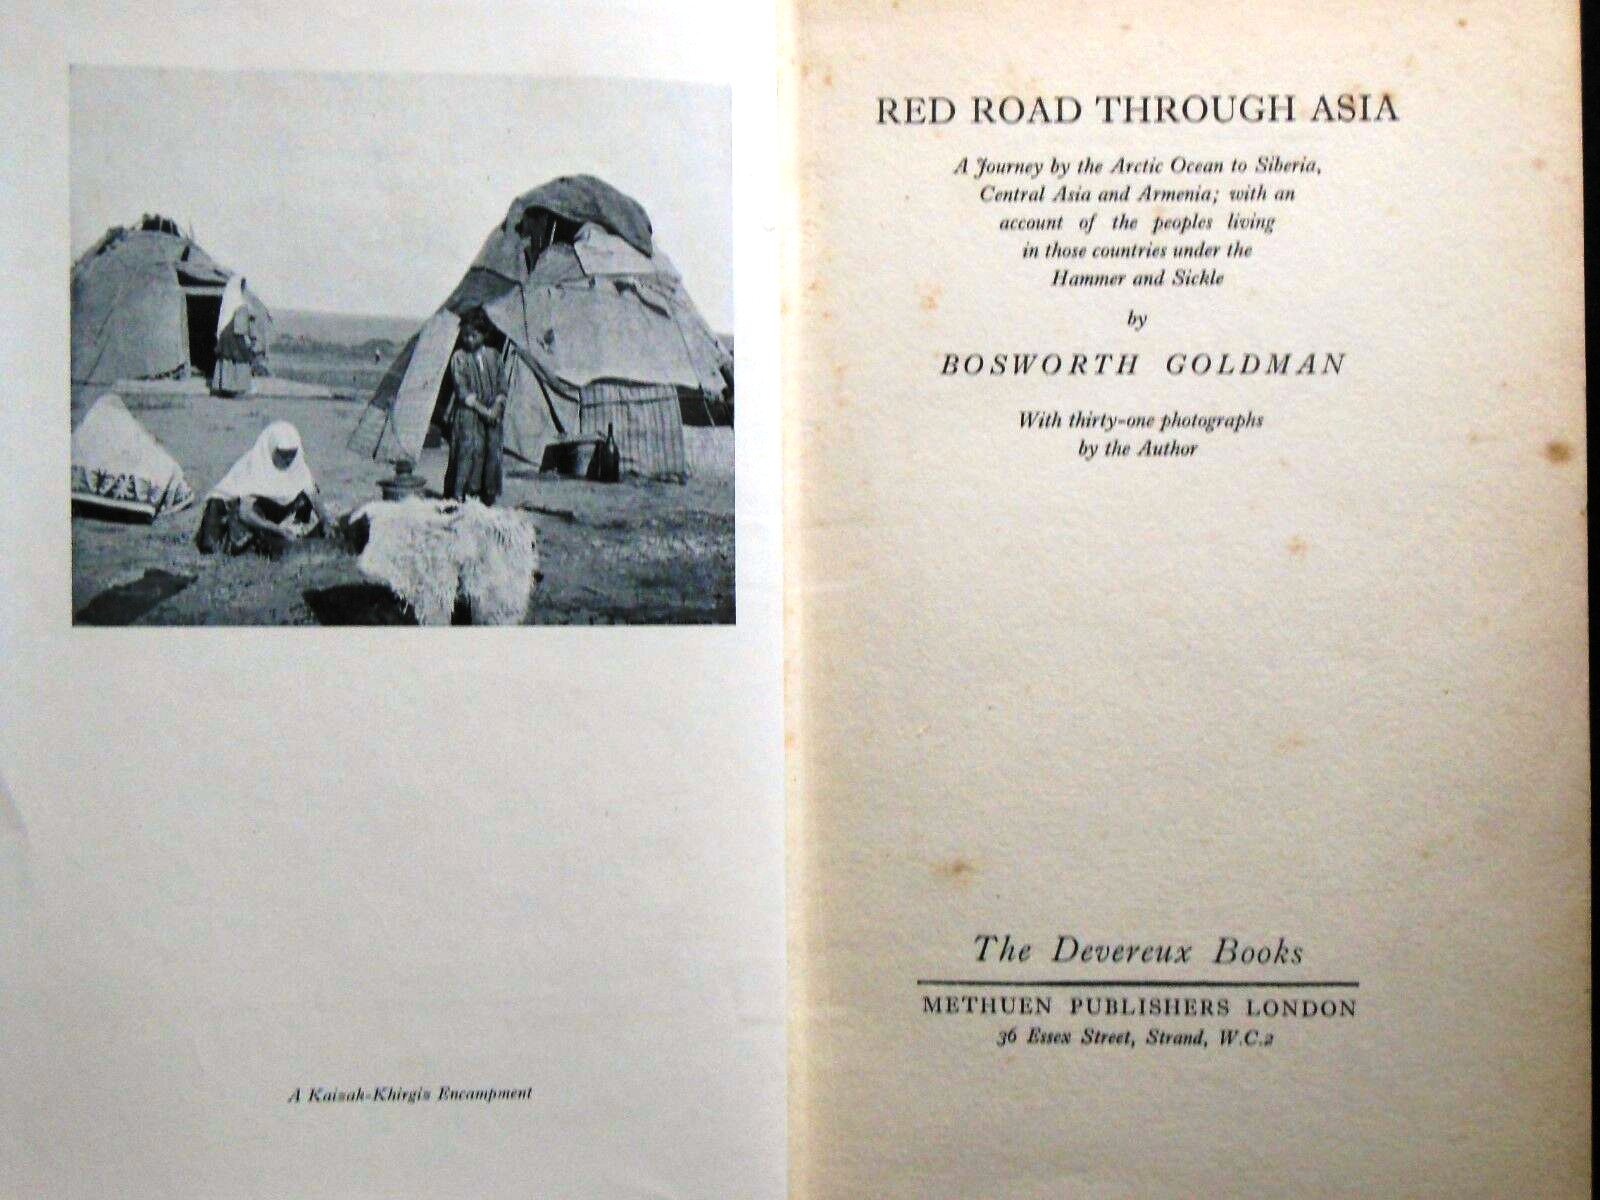 A Kaizak-Khirgiz Encampment
RED ROAD THROUGH ASIA
A Journey by the Arctic Ocean to Siberia,
Central Asia and Armenia; with an
account of the peoples living
in those countries under the
Hammer and Sickle
by
BOSWORTH GOLDMAN
With thirty-one photographs
by the Author
The Devereux Books
METHUEN PUBLISHERS LONDON
36 Essex Street, Strand, W.C.2